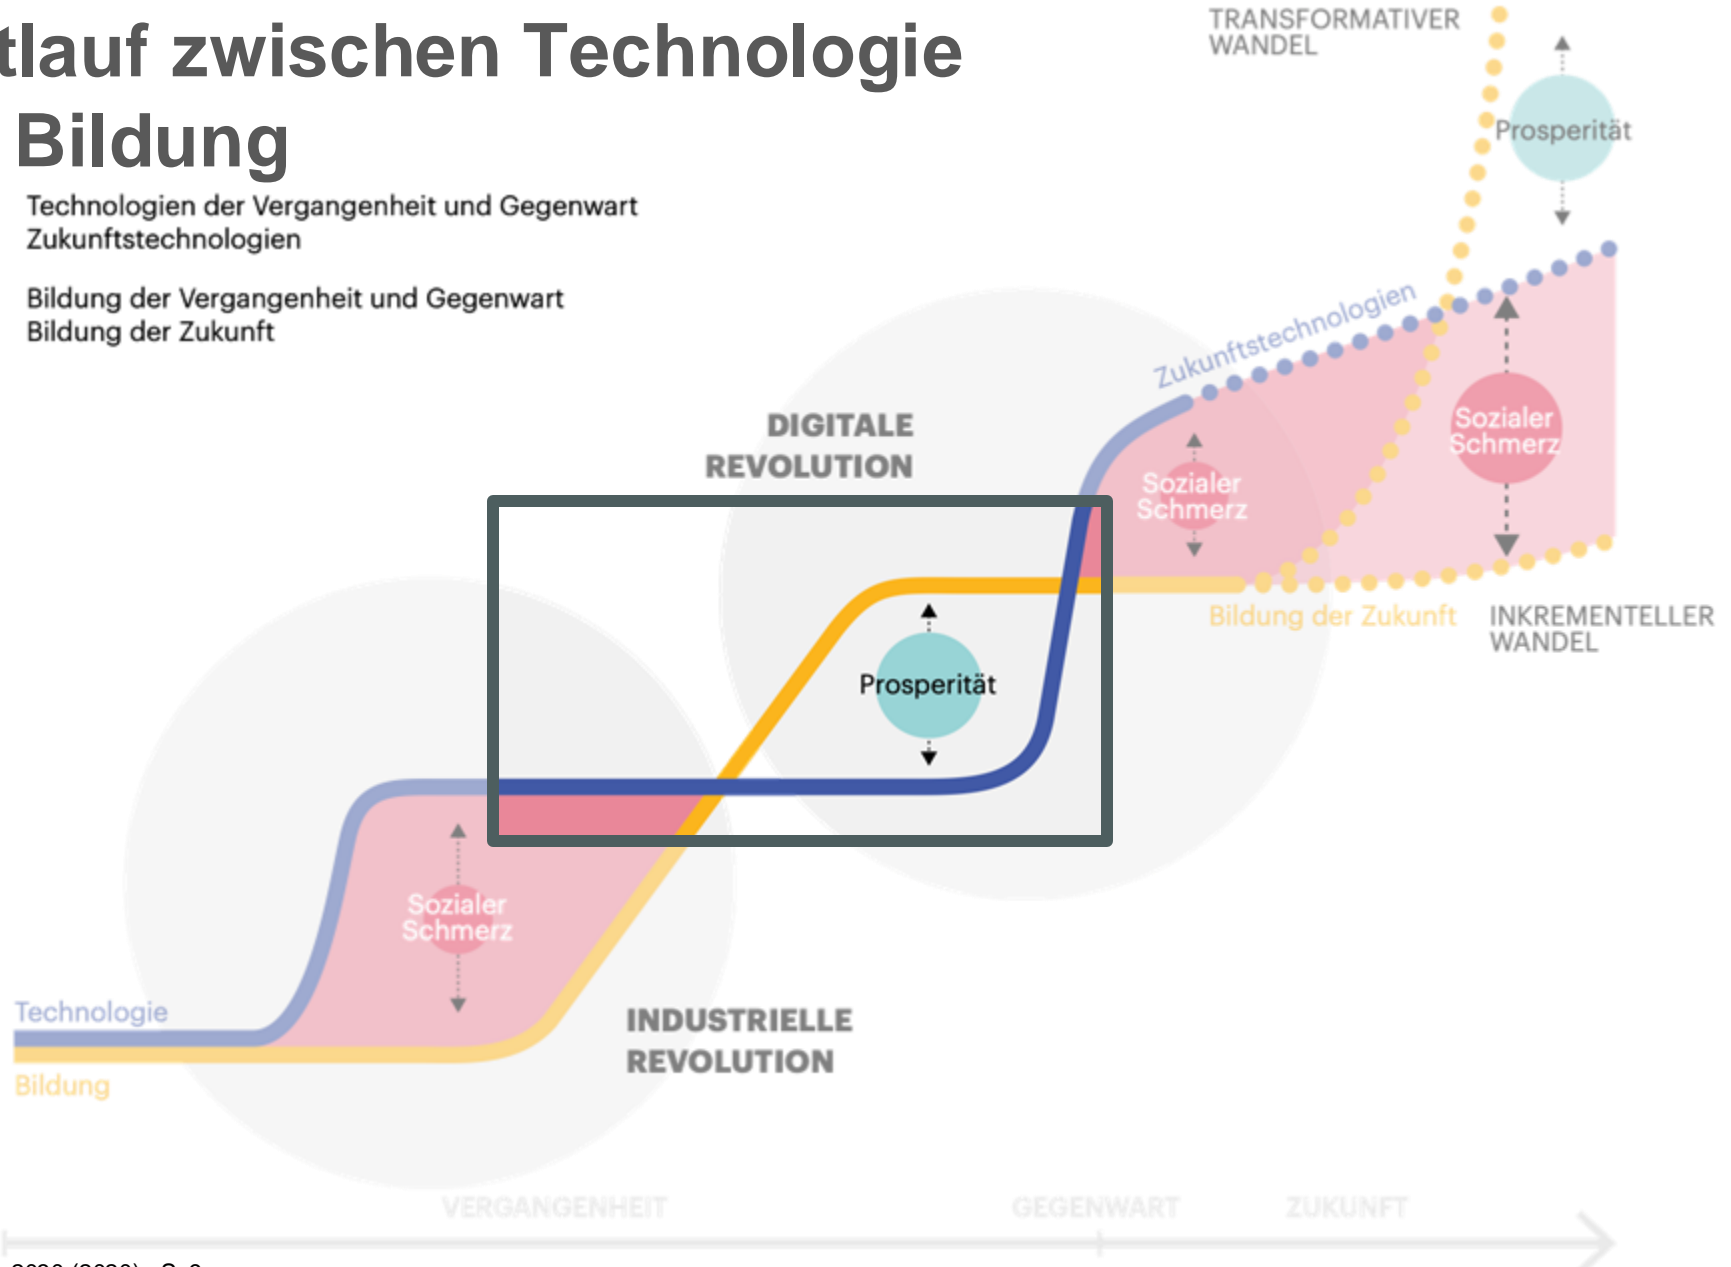 tlauf zwischen Technologie
Bildung
Technologien der Vergangenheit und Gegenwart
Zukunftstechnologien
Bildung der Vergangenheit und Gegenwart
Bildung der Zukunft
TRANSFORMATIVER
WANDEL
Prosperität
Zukunftstechnologien
DIGITALE
REVOLUTION
Sozialer
Schmerz
Sozialer
Schmerz
Bildung der Zukunft
INKREMENTELLER
WANDEL
Prosperität
Sozialer
Schmerz
Technologie
Bildung
INDUSTRIELLE
REVOLUTION
VERGANGENHEIT
GEGENWART
ZUKUNFT